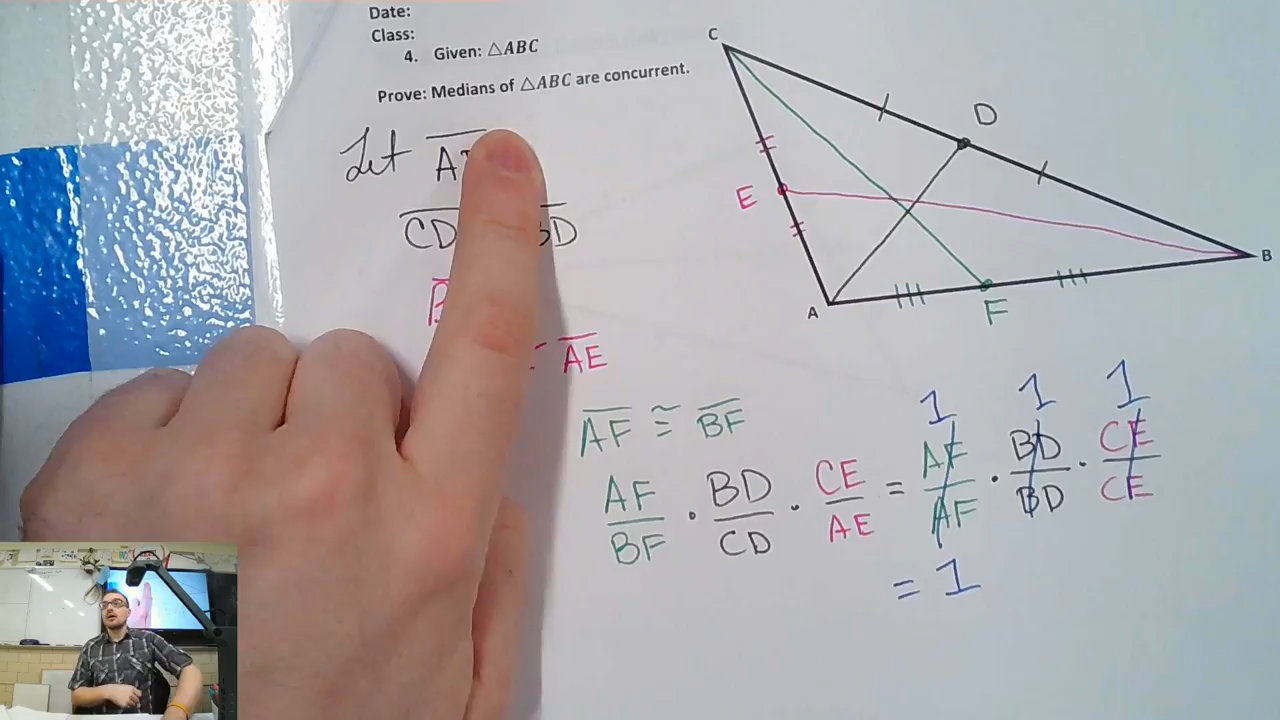 Date:
Class:
4. Given: △ABC
Prove: Medians of △ABC are concurrent.
Let
CD
AE
AF ≅ BF
AF/BF · BD/CD · CE/AE = AF/AF · BD/BD · CE/CE
1 1 1
= 1
C
D
E
B
A
F